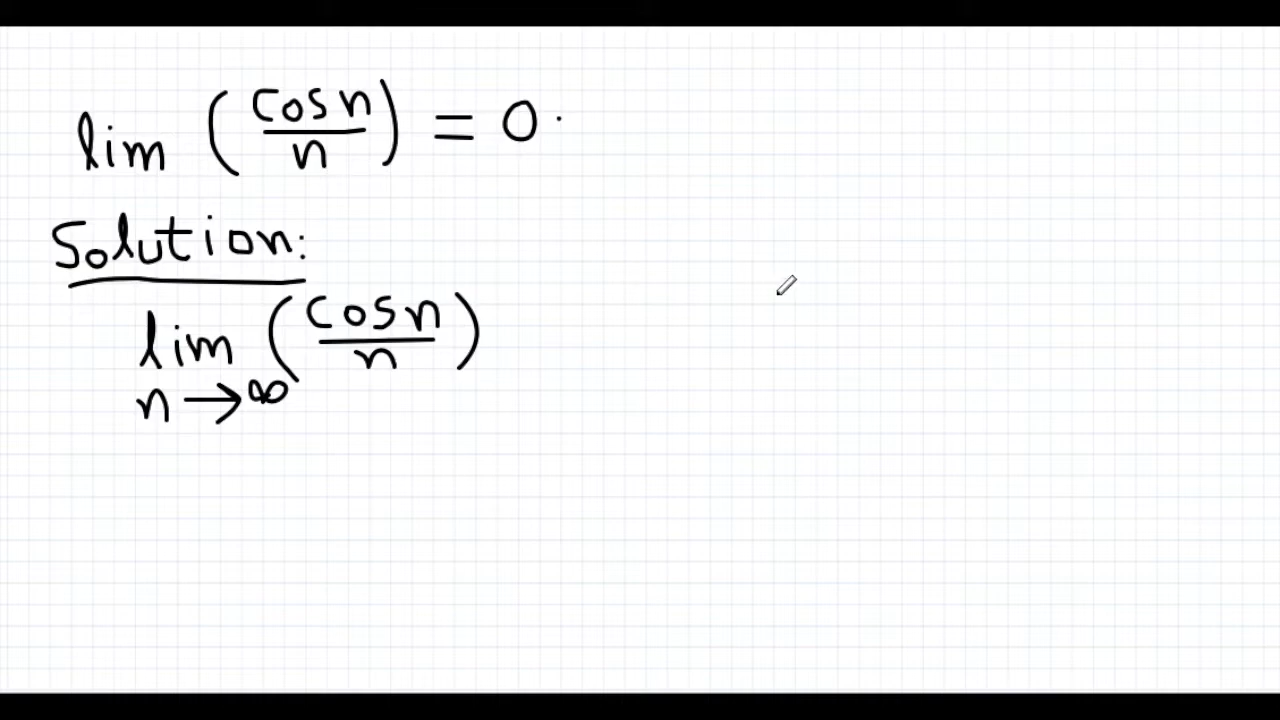 lim (cos n / n) = 0.
Solution:
lim (cos n / n)
n → ∞